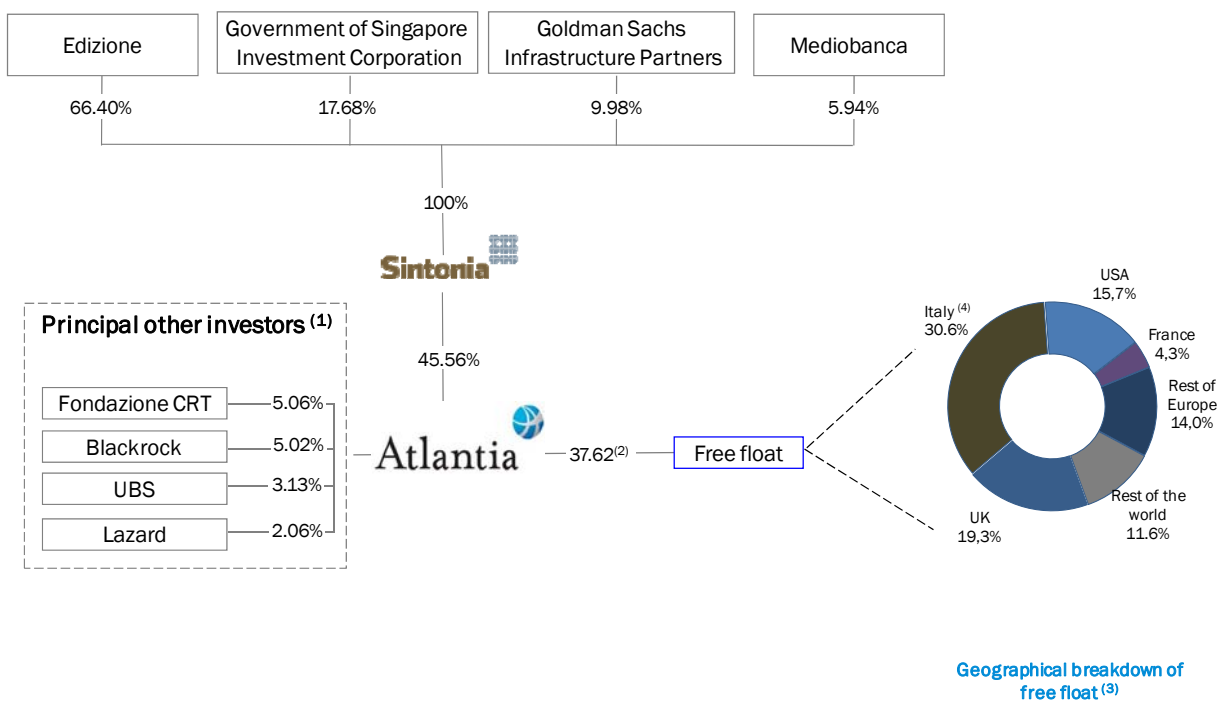 Edizione
Government of Singapore
Investment Corporation
Goldman Sachs
Infrastructure Partners
Mediobanca
66.40%
17.68%
9.98%
5.94%
100%
Sintonia
45.56%
Principal other investors (1)
Fondazione CRT
5.06%
Blackrock
5.02%
UBS
3.13%
Lazard
2.06%
Atlantia
37.62(2)
Free float
USA
15,7%
Italy (4)
30.6%
France
4,3%
Rest of
Europe
14,0%
Rest of the
world
11.6%
UK
19,3%
Geographical breakdown of
free float (3)